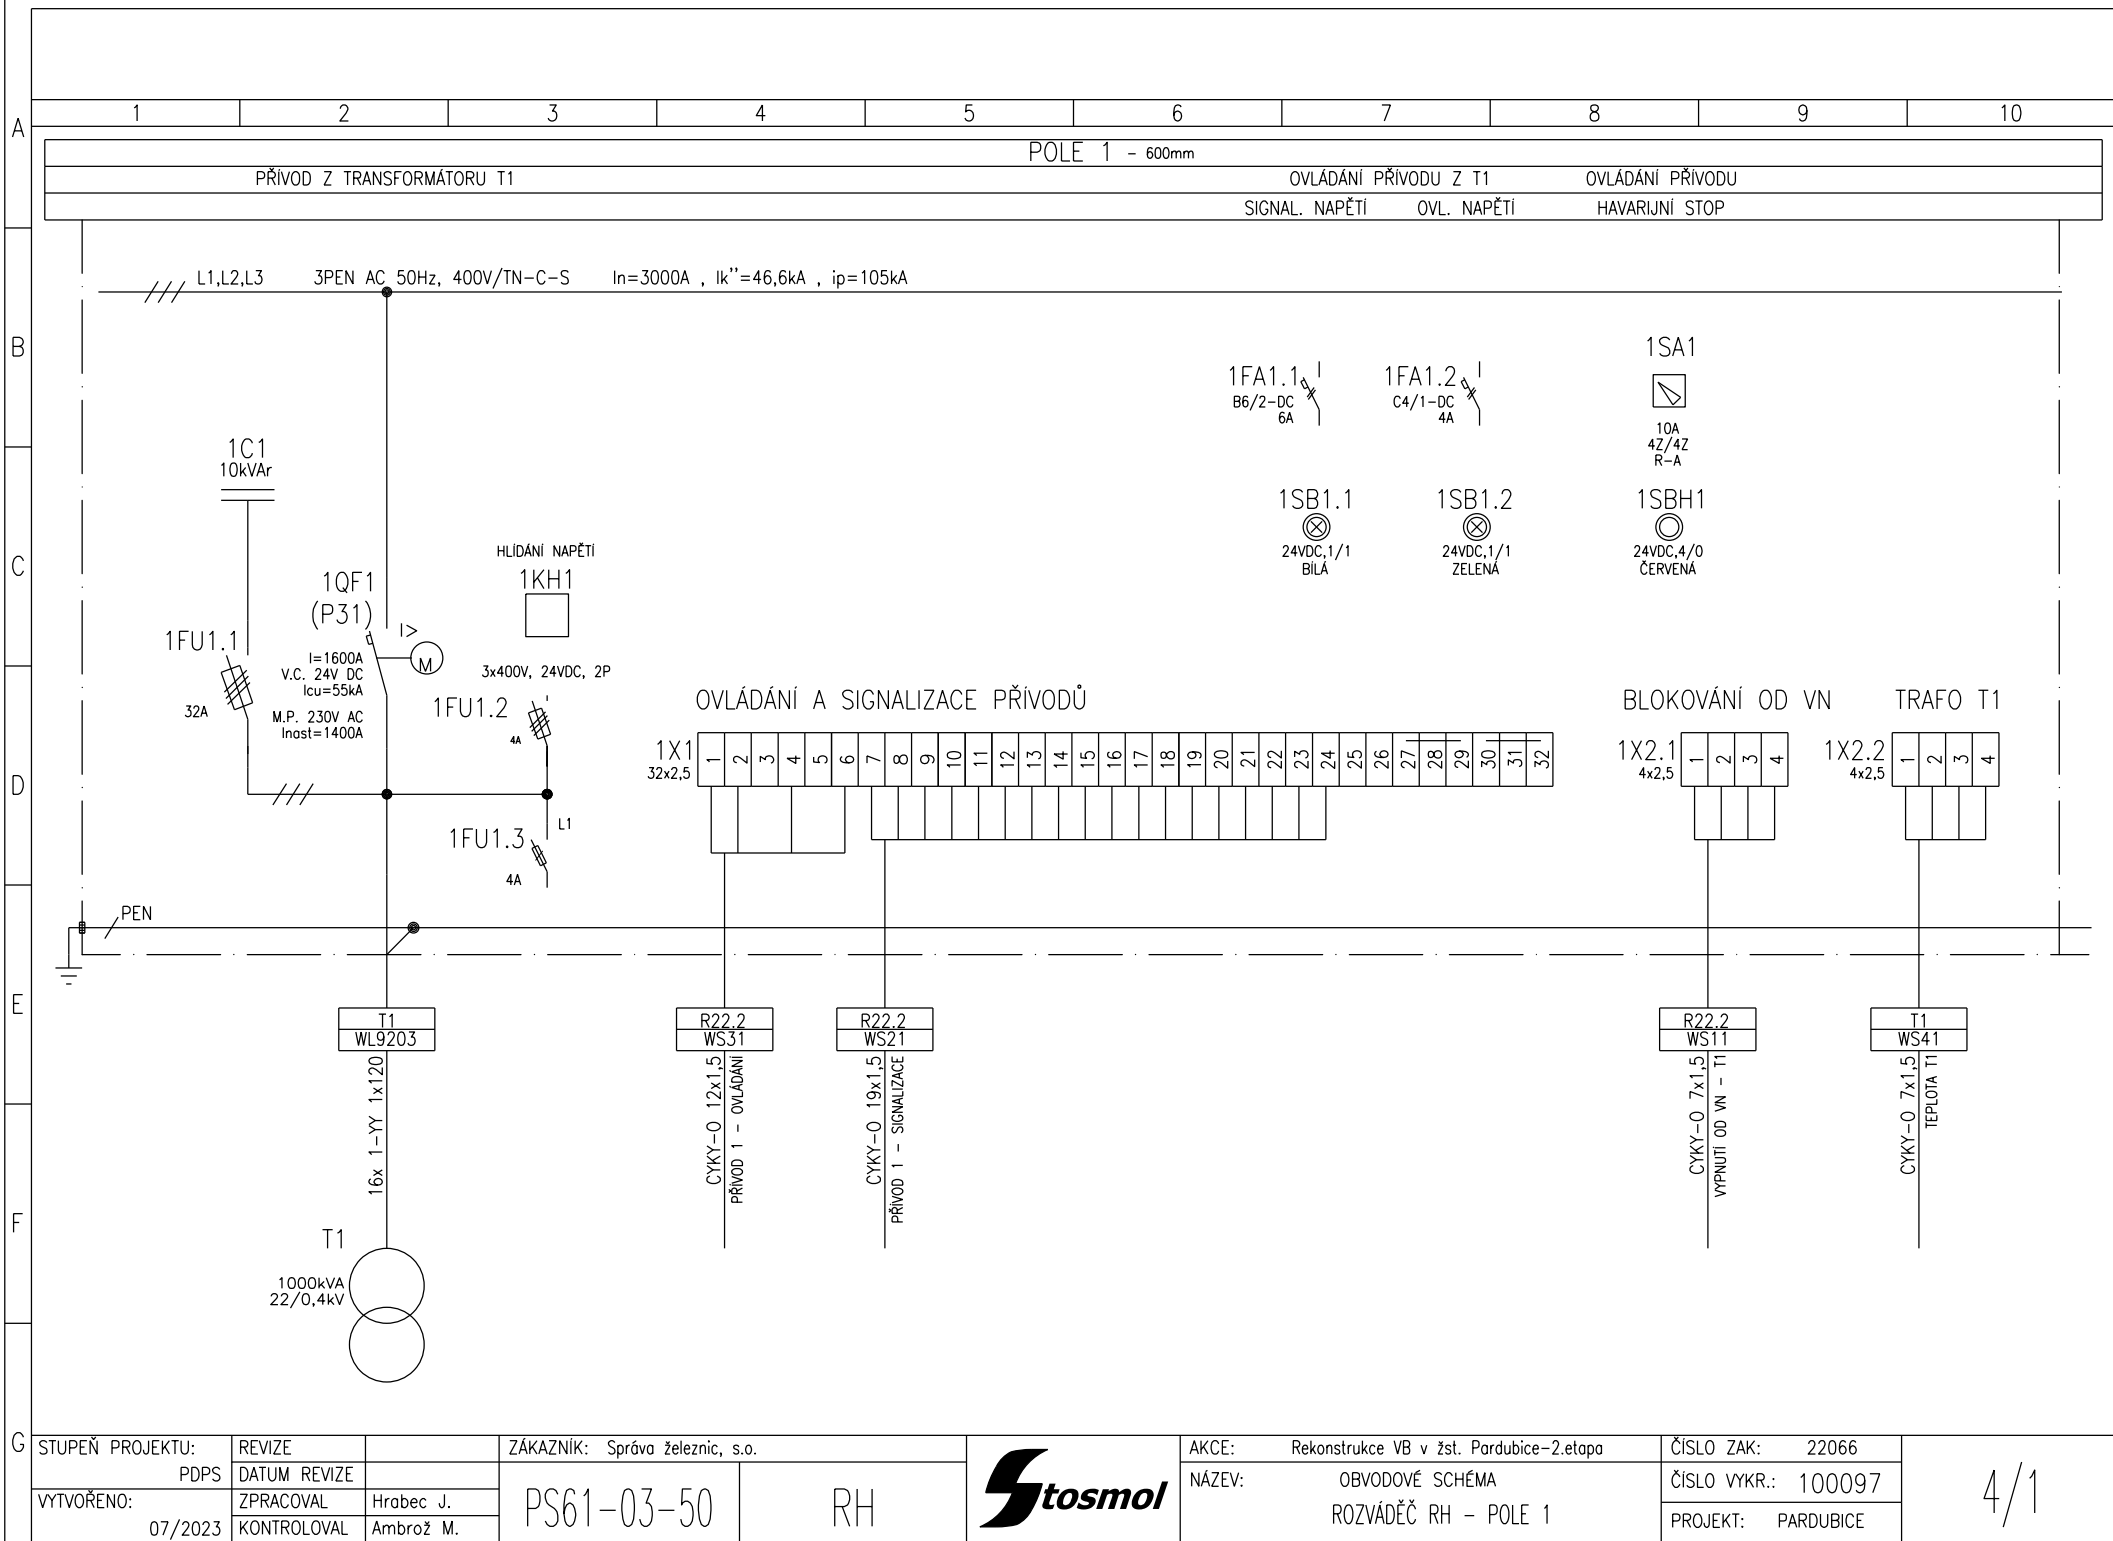 1 2 3 4 5 6 7 8 9 10
A
POLE 1 - 600mm
PŘÍVOD Z TRANSFORMÁTORU T1
OVLÁDÁNÍ PŘÍVODU Z T1
OVLÁDÁNÍ PŘÍVODU
SIGNAL. NAPĚTÍ
OVL. NAPĚTÍ
HAVARIJNÍ STOP
L1,L2,L3
3PEN AC 50Hz, 400V/TN-C-S
In=3000A , Ik''=46,6kA , ip=105kA
B
1FA1.1
B6/2-DC
6A
1FA1.2
C4/1-DC
4A
1SA1
10A
4Z/4Z
R-A
1C1
10kVAr
1SB1.1
24VDC,1/1
BÍLÁ
1SB1.2
24VDC,1/1
ZELENÁ
1SBH1
24VDC,4/0
ČERVENÁ
C
HLÍDÁNÍ NAPĚTÍ
1KH1
3x400V, 24VDC, 2P
1QF1
(P31)
I>
M
I=1600A
V.C. 24V DC
Icu=55kA
M.P. 230V AC
Inast=1400A
1FU1.1
32A
1FU1.2
4A
1FU1.3
4A
L1
D
OVLÁDÁNÍ A SIGNALIZACE PŘÍVODŮ
1X1
32x2,5
1 2 3 4 5 6 7 8 9 10 11 12 13 14 15 16 17 18 19 20 21 22 23 24 25 26 27 28 29 30 31 32
BLOKOVÁNÍ OD VN
1X2.1
4x2,5
1 2 3 4
TRAFO T1
1X2.2
4x2,5
1 2 3 4
PEN
E
T1
WL9203
16x 1-YY 1x120
R22.2
WS31
CYKY-O 12x1,5
PŘÍVOD 1 - OVLÁDÁNÍ
R22.2
WS21
CYKY-O 19x1,5
PŘÍVOD 1 - SIGNALIZACE
R22.2
WS11
CYKY-O 7x1,5
VYPNUTÍ OD VN - T1
T1
WS41
CYKY-O 7x1,5
TEPLOTA T1
F
T1
1000kVA
22/0,4kV
G
STUPEŇ PROJEKTU:
PDPS
VYTVOŘENO:
07/2023
REVIZE
DATUM REVIZE
ZPRACOVAL Hrabec J.
KONTROLOVAL Ambrož M.
ZÁKAZNÍK: Správa železnic, s.o.
PS61-03-50
RH
Stosmol
AKCE: Rekonstrukce VB v žst. Pardubice-2.etapa
NÁZEV: OBVODOVÉ SCHÉMA
ROZVÁDĚČ RH - POLE 1
ČÍSLO ZAK: 22066
ČÍSLO VYKR.: 100097
PROJEKT: PARDUBICE
4/1